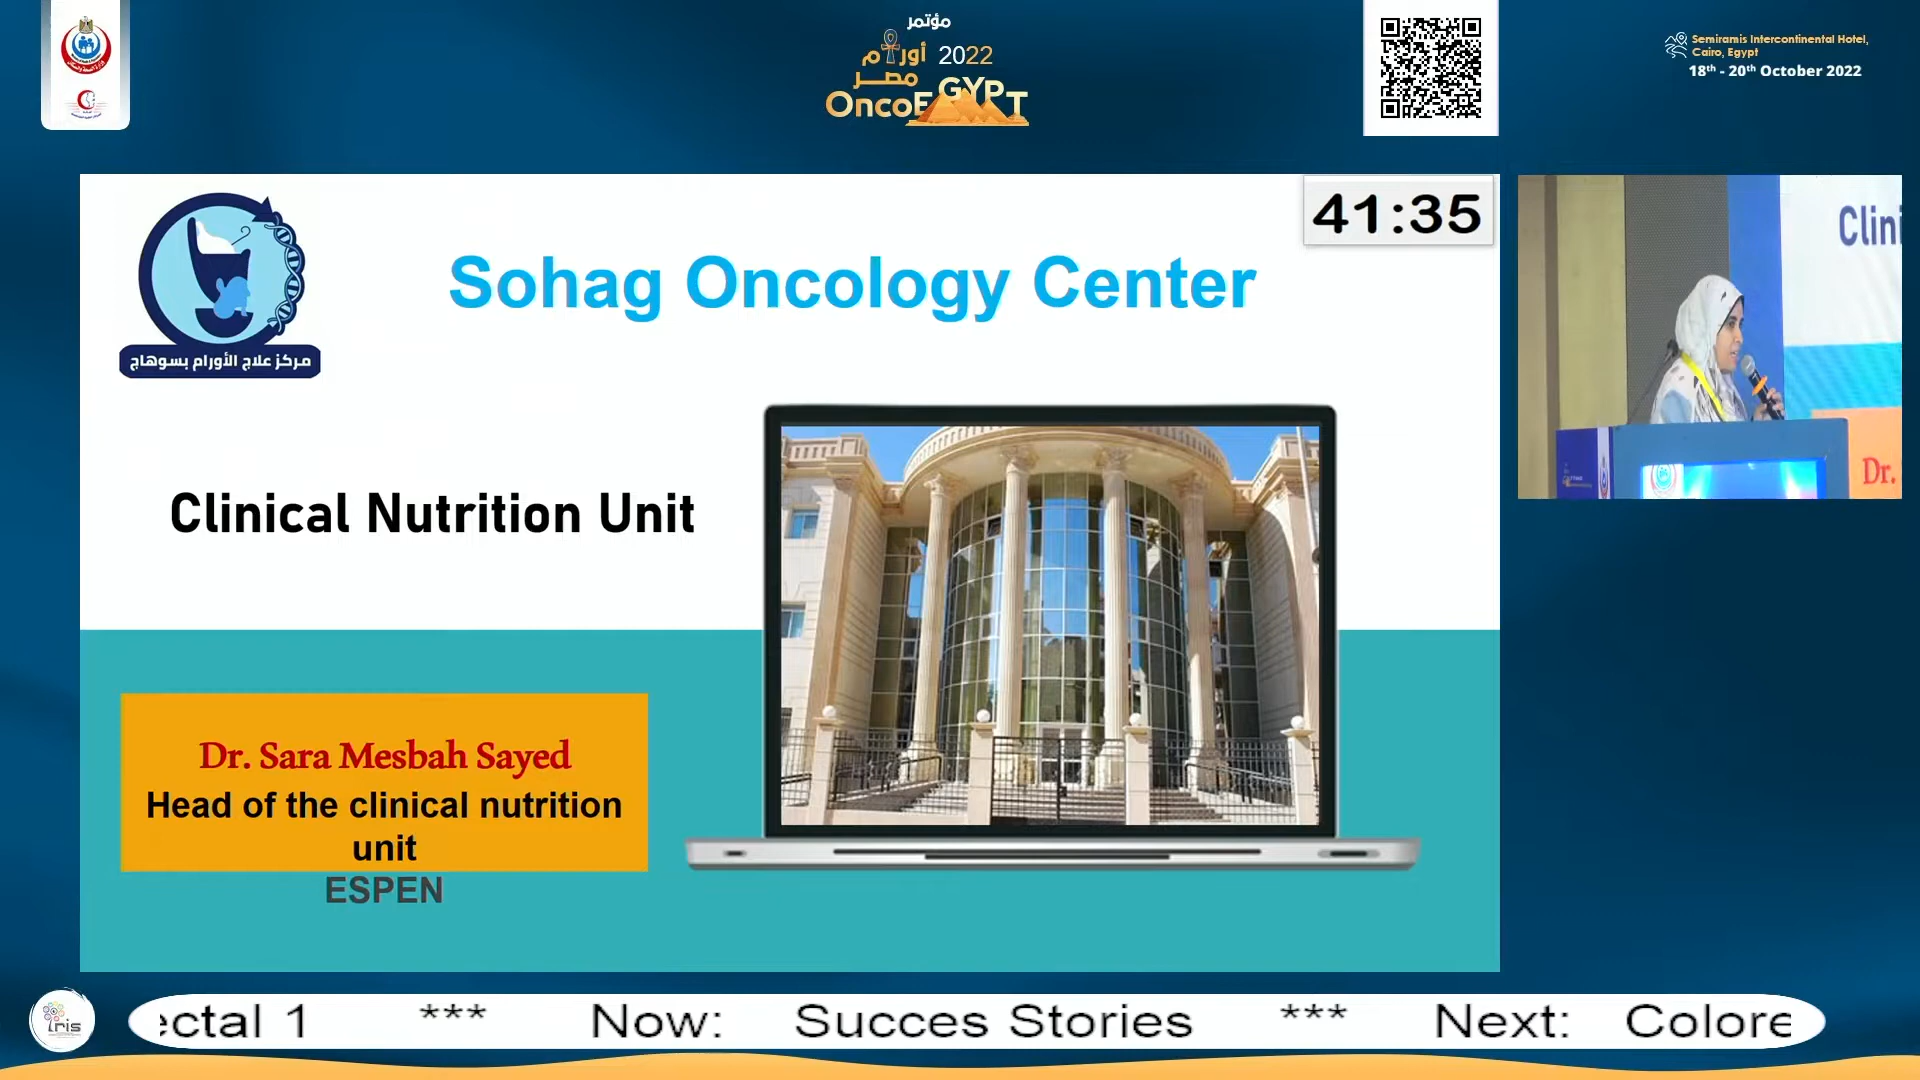 مؤتمر
أورام 2022
مصر
OncoEGYPT
Semiramis Intercontinental Hotel,
Cairo, Egypt
18th - 20th October 2022
41:35
Sohag Oncology Center
مركز علاج الأورام بسوهاج
Clinical Nutrition Unit
Dr. Sara Mesbah Sayed
Head of the clinical nutrition
unit
ESPEN
Clini
Dr.
iris
ectal 1 *** Now: Succes Stories *** Next: Colore